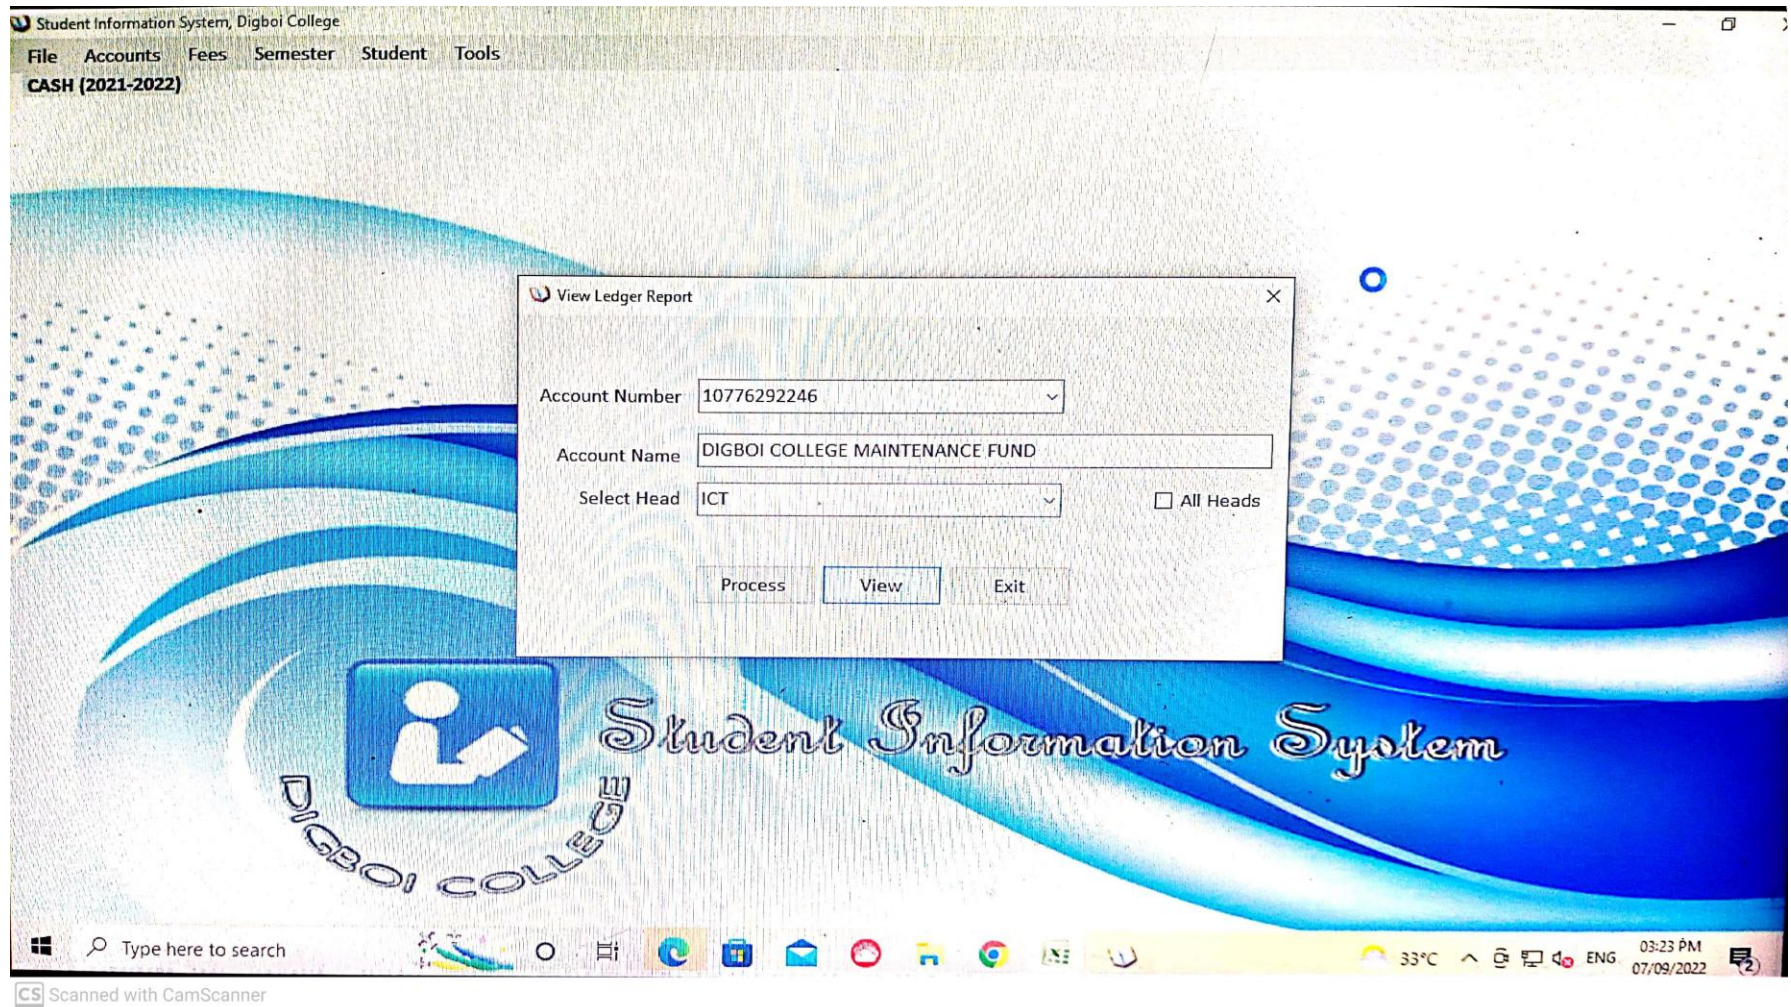 Student Information System, Digboi College
File Accounts Fees Semester Student Tools
CASH (2021-2022)
View Ledger Report
Account Number 10776292246
Account Name DIGBOI COLLEGE MAINTENANCE FUND
Select Head ICT All Heads
Process View Exit
Student Information System
DIGBOI COLLEGE
Type here to search
33°C ENG 03:23 PM
07/09/2022
2
CS Scanned with CamScanner